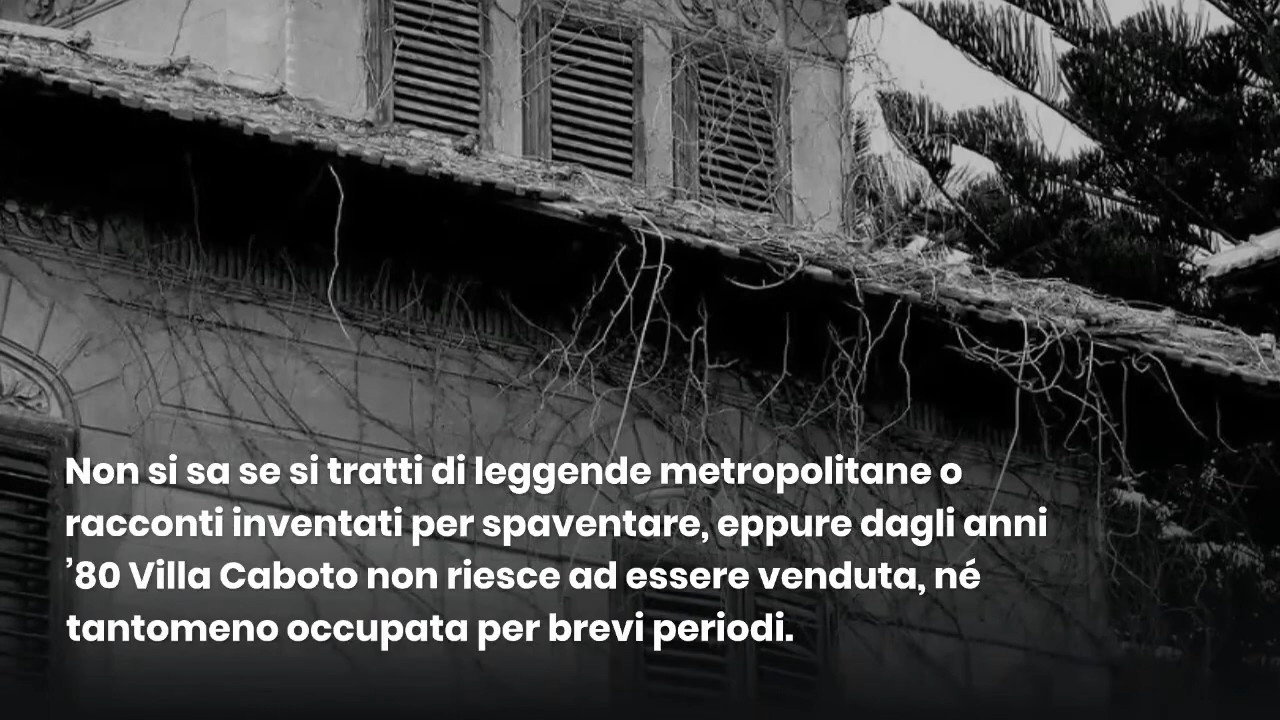 Non si sa se si tratti di leggende metropolitane o
racconti inventati per spaventare, eppure dagli anni
’80 Villa Caboto non riesce ad essere venduta, né
tantomeno occupata per brevi periodi.